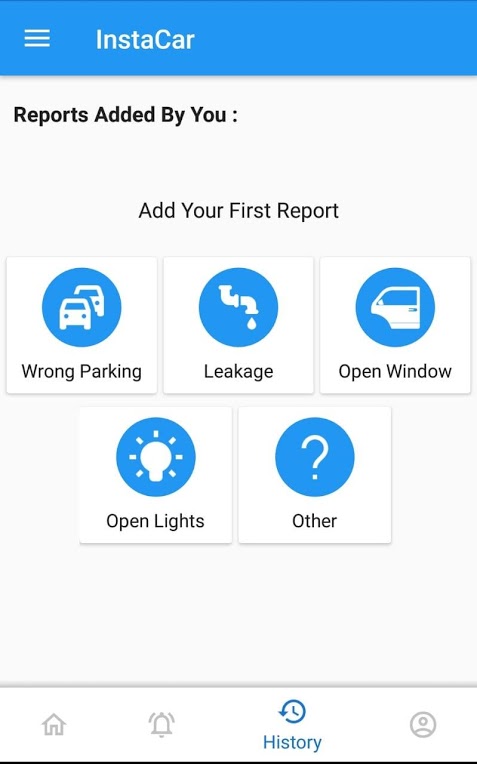 InstaCar
Reports Added By You :
Add Your First Report
Wrong Parking
Leakage
Open Window
Open Lights
Other
History